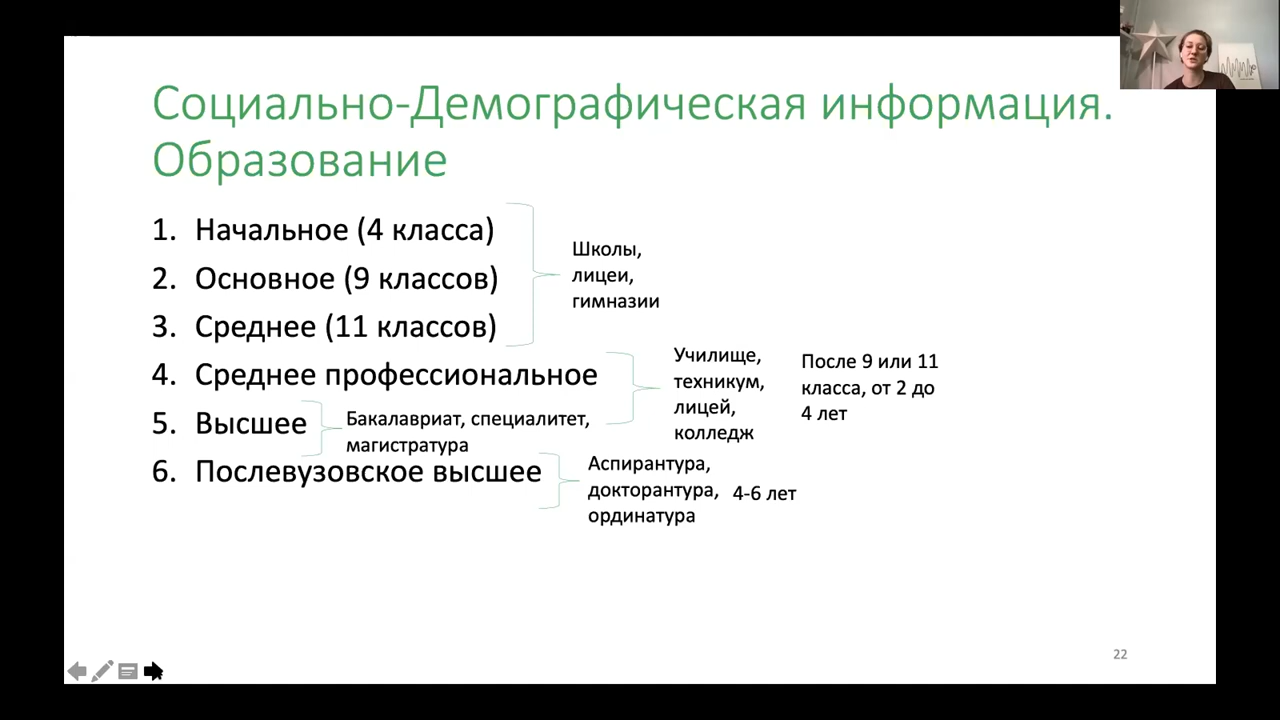 Социально-Демографическая информация.
Образование
1. Начальное (4 класса)
2. Основное (9 классов)
3. Среднее (11 классов)
Школы,
лицеи,
гимназии
4. Среднее профессиональное
Училище,
техникум,
лицей,
колледж
После 9 или 11
класса, от 2 до
4 лет
5. Высшее
Бакалавриат, специалитет,
магистратура
6. Послевузовское высшее
Аспирантура,
докторантура,
ординатура
4-6 лет
22